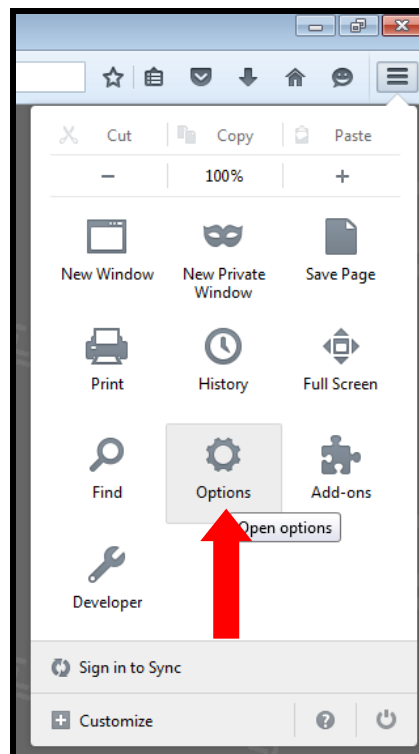 Cut Copy Paste
− 100% +
New Window New Private Window Save Page
Print History Full Screen
Find Options Add-ons
Open options
Developer
Sign in to Sync
Customize